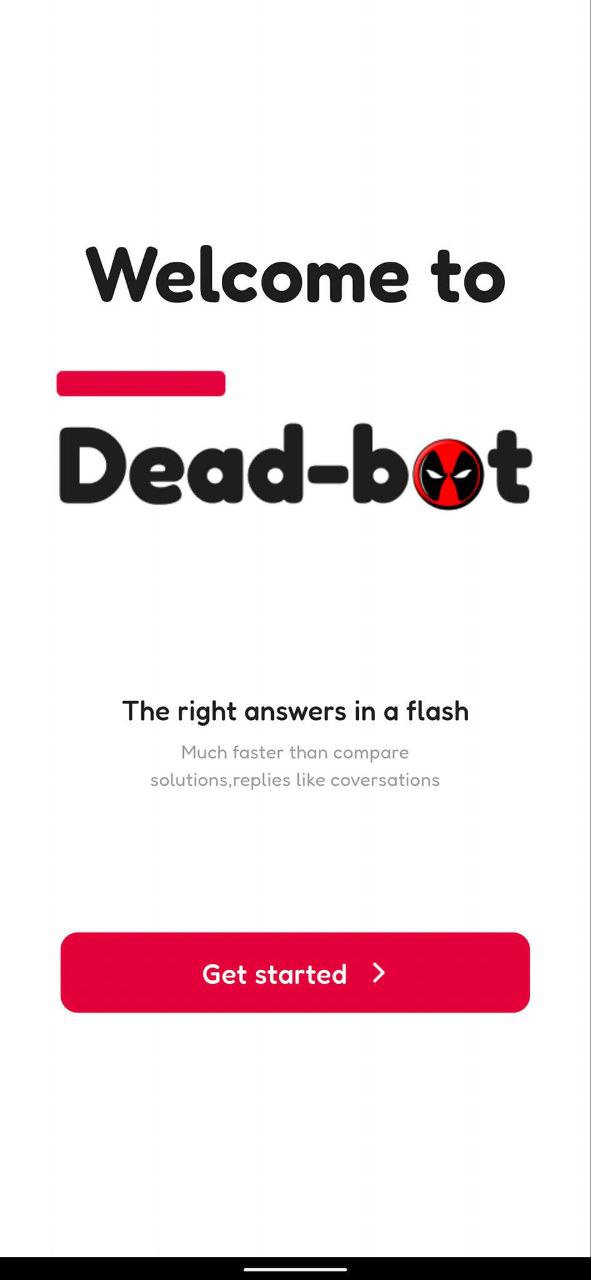 Welcome to
Dead-bot
The right answers in a flash
Much faster than compare
solutions,replies like coversations
Get started